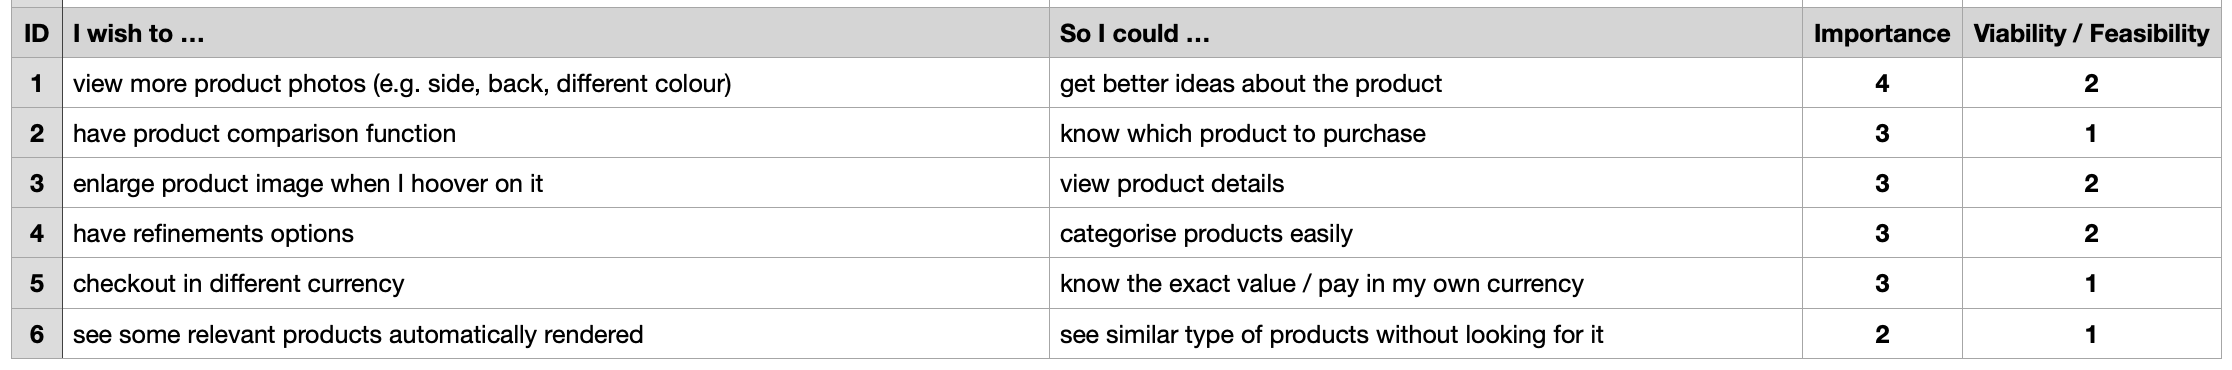 ID I wish to … So I could … Importance Viability / Feasibility
1 view more product photos (e.g. side, back, different colour) get better ideas about the product 4 2
2 have product comparison function know which product to purchase 3 1
3 enlarge product image when I hoover on it view product details 3 2
4 have refinements options categorise products easily 3 2
5 checkout in different currency know the exact value / pay in my own currency 3 1
6 see some relevant products automatically rendered see similar type of products without looking for it 2 1